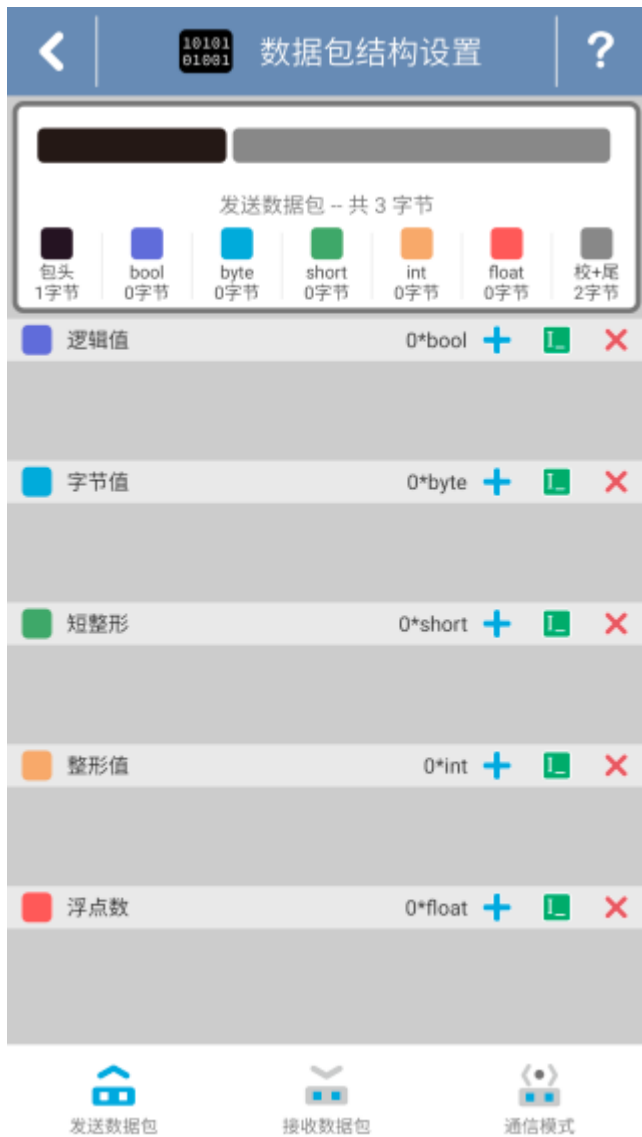 10101
01001
数据包结构设置
?
发送数据包 -- 共 3 字节
包头 bool byte short int float 校+尾
1字节 0字节 0字节 0字节 0字节 0字节 2字节
逻辑值 0*bool
字节值 0*byte
短整形 0*short
整形值 0*int
浮点数 0*float
发送数据包 接收数据包 通信模式